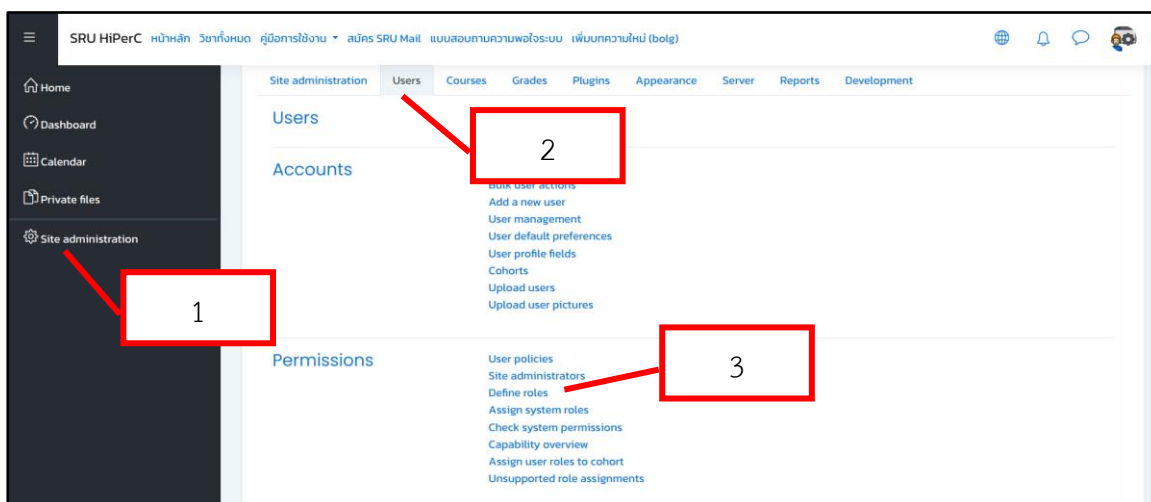 SRU HiPerC หน้าหลัก วิชาทั้งหมด คู่มือการใช้งาน สมัคร SRU Mail แบบสอบถามความพอใจระบบ เพิ่มบทความใหม่ (bolg)
Home
Dashboard
Calendar
Private files
Site administration
1
Site administration Users Courses Grades Plugins Appearance Server Reports Development
Users
2
Accounts
Bulk user actions
Add a new user
User management
User default preferences
User profile fields
Cohorts
Upload users
Upload user pictures
Permissions
User policies
Site administrators
Define roles
Assign system roles
Check system permissions
Capability overview
Assign user roles to cohort
Unsupported role assignments
3